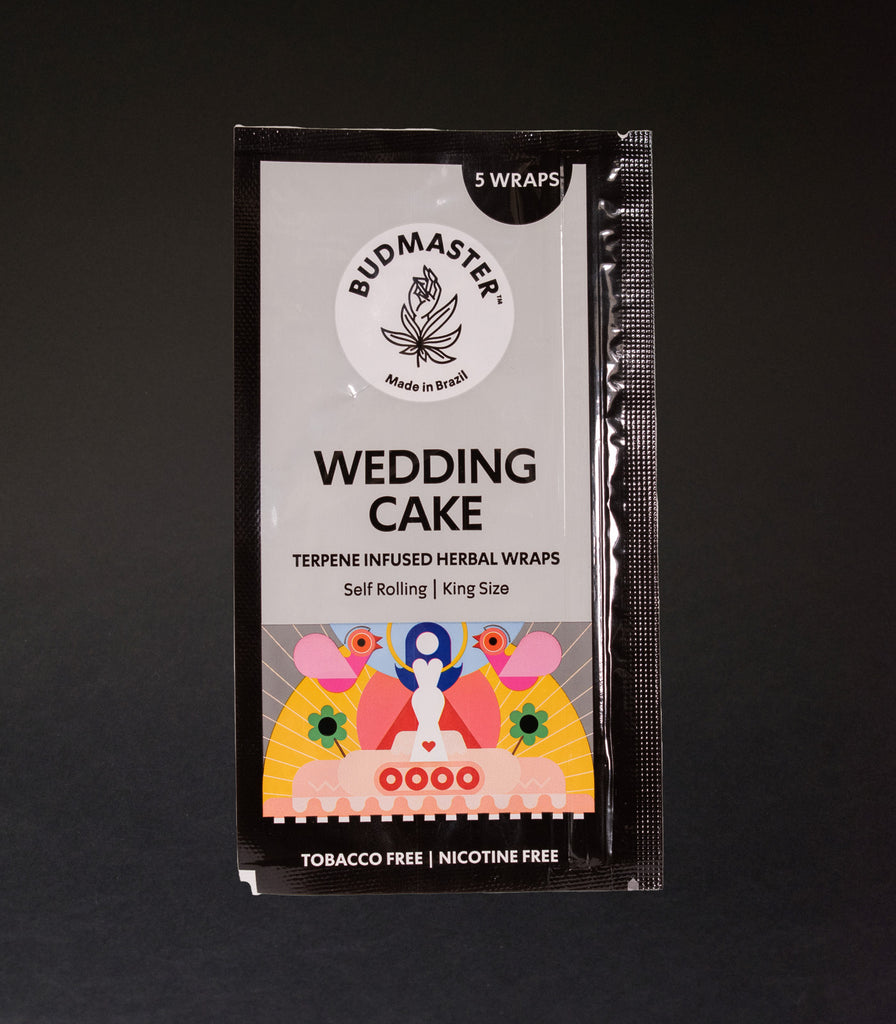 5 WRAPS
BUDMASTER™
Made in Brazil
WEDDING
CAKE
TERPENE INFUSED HERBAL WRAPS
Self Rolling | King Size
TOBACCO FREE | NICOTINE FREE